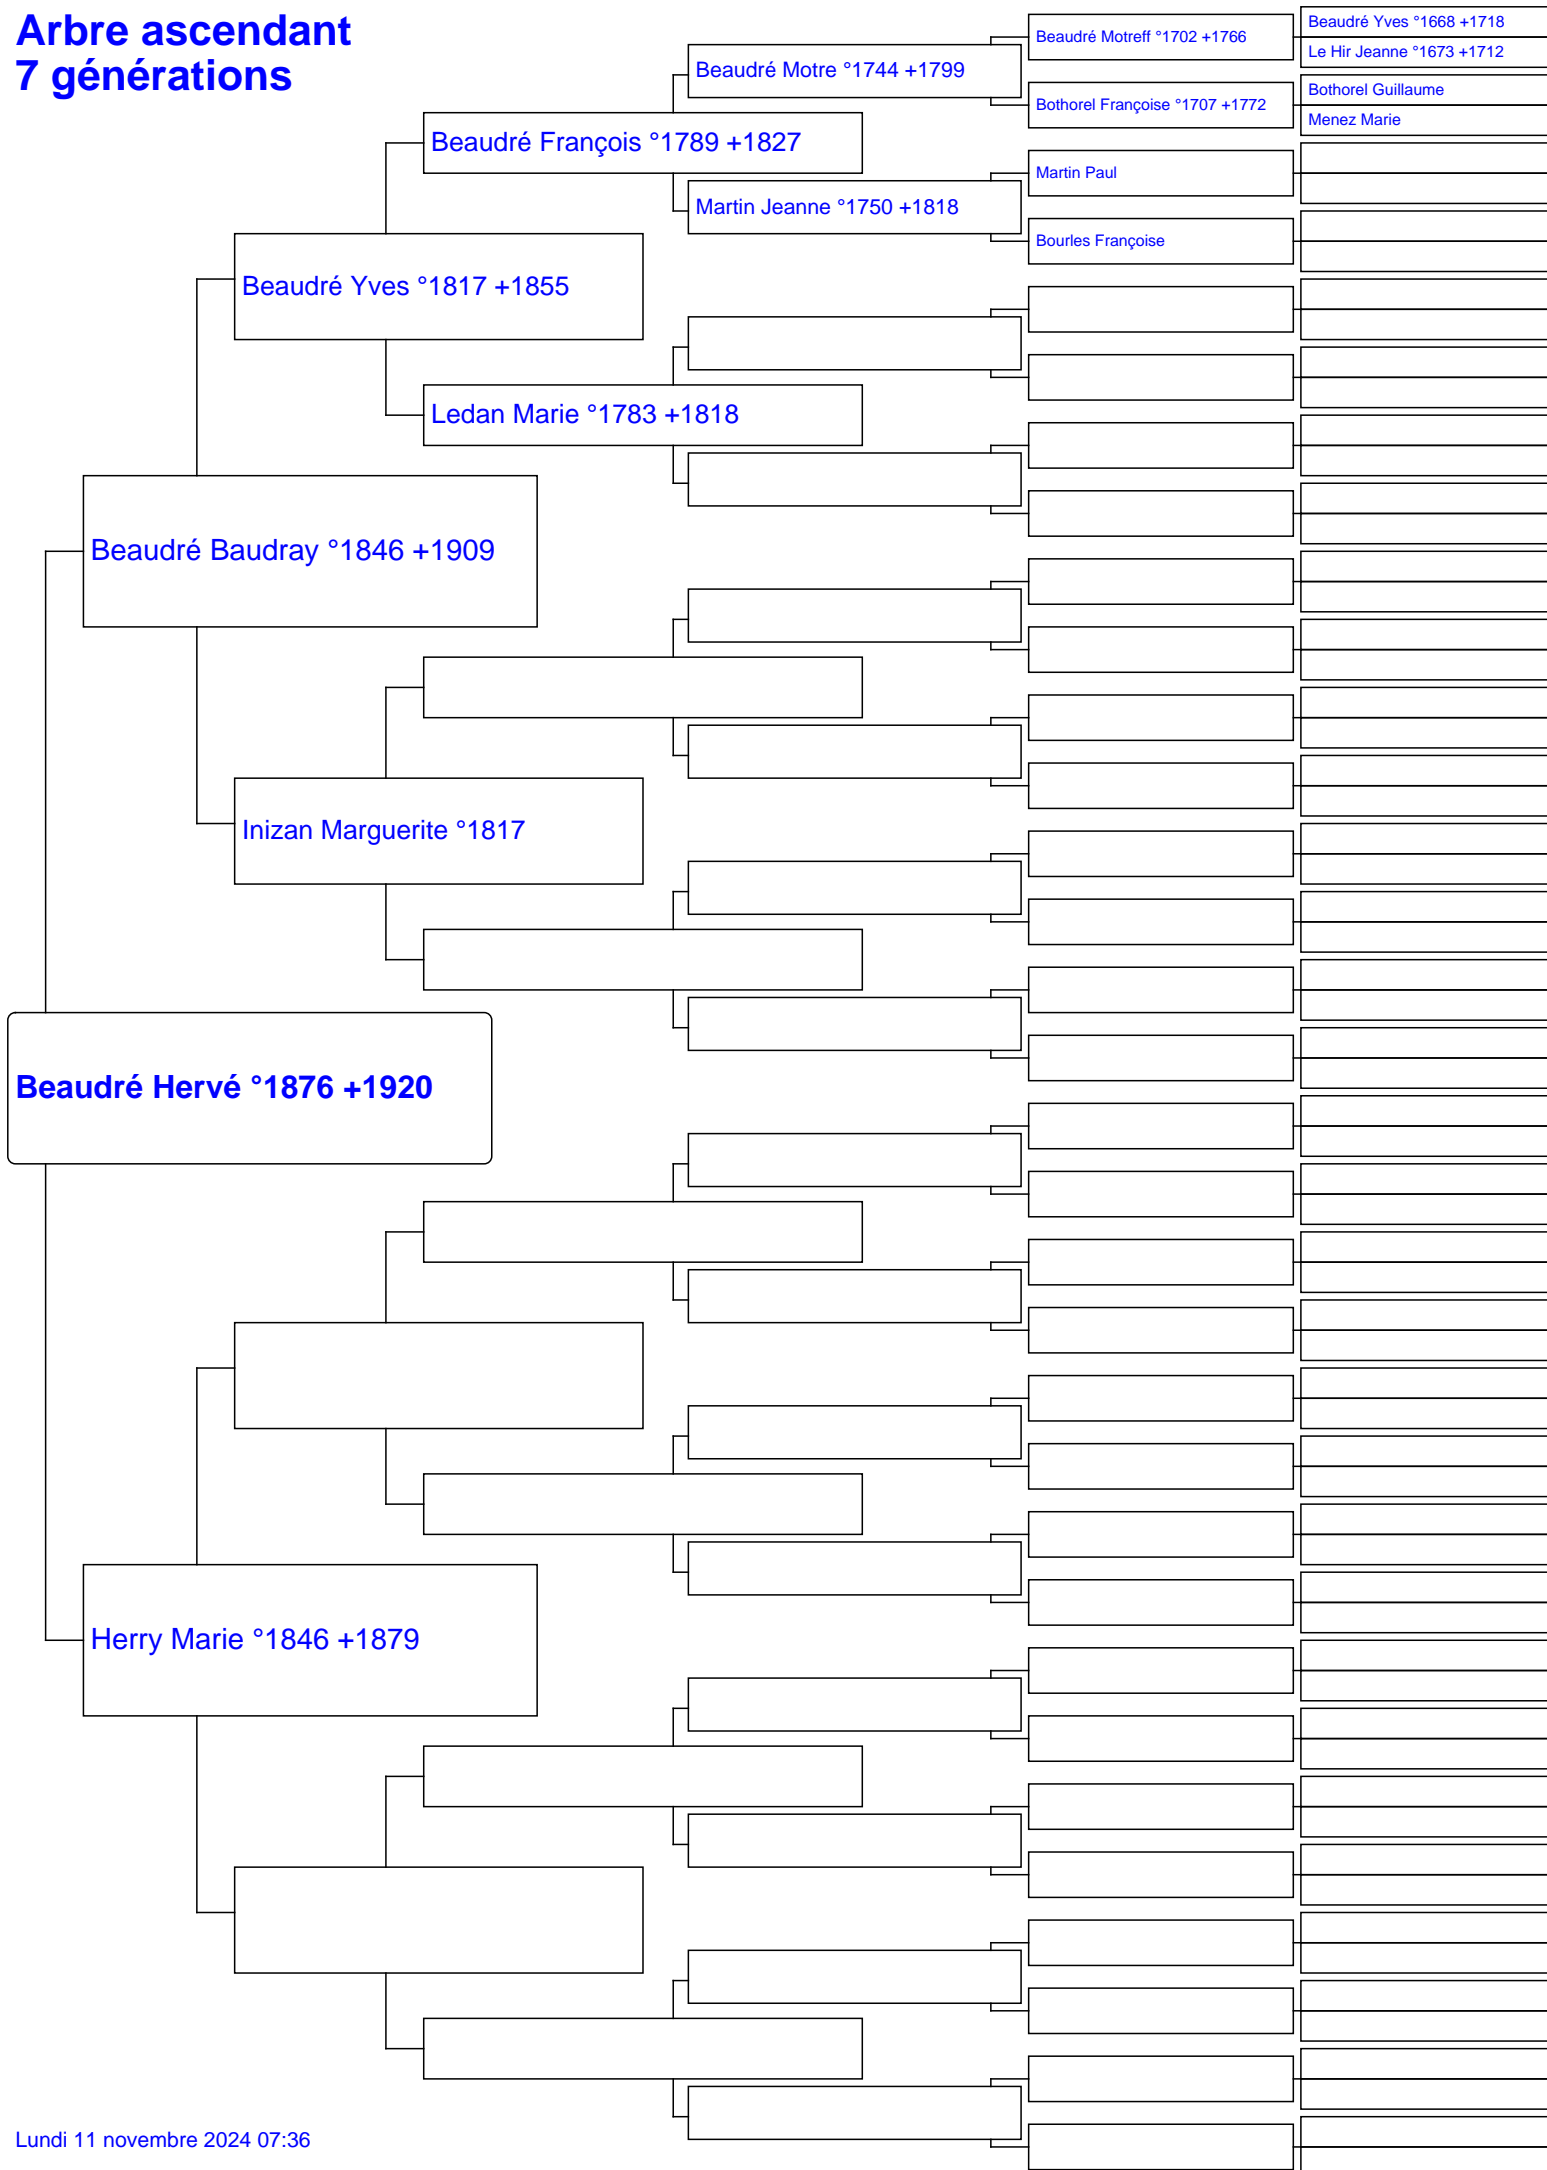 Arbre ascendant
7 générations
Beaudré Motreff °1702 +1766
Beaudré Yves °1668 +1718
Le Hir Jeanne °1673 +1712
Beaudré Motre °1744 +1799
Bothorel Françoise °1707 +1772
Bothorel Guillaume
Menez Marie
Beaudré François °1789 +1827
Martin Paul
Martin Jeanne °1750 +1818
Bourles Françoise
Beaudré Yves °1817 +1855
Ledan Marie °1783 +1818
Beaudré Baudray °1846 +1909
Inizan Marguerite °1817
Beaudré Hervé °1876 +1920
Herry Marie °1846 +1879
Lundi 11 novembre 2024 07:36